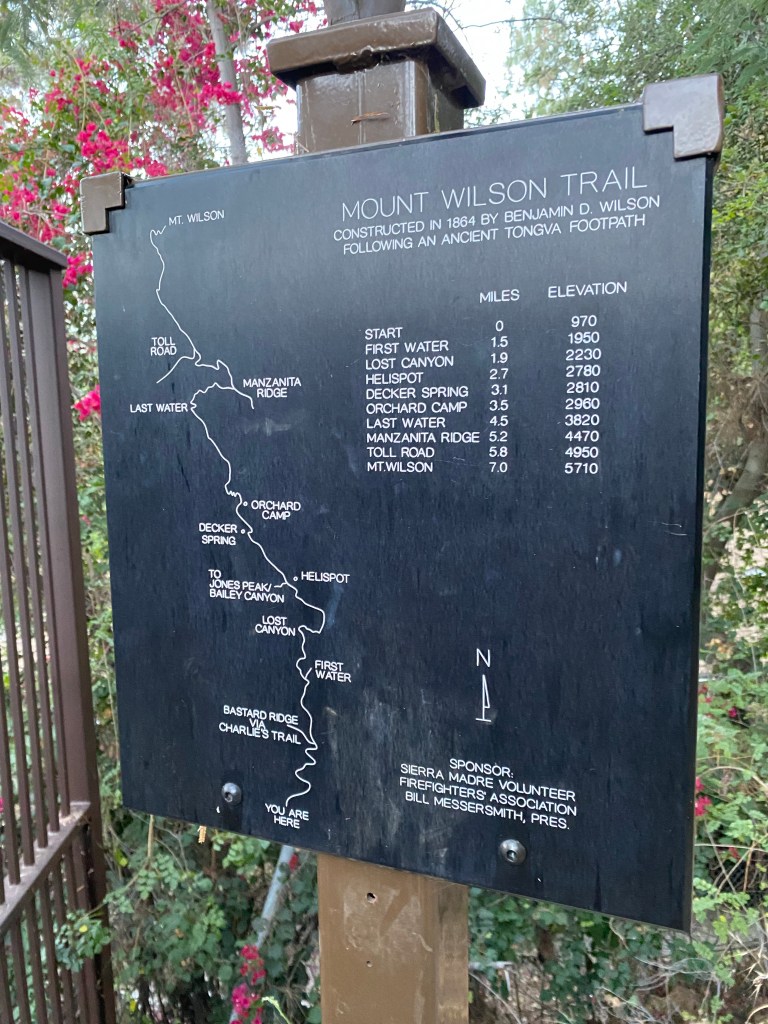 MOUNT WILSON TRAIL
CONSTRUCTED IN 1864 BY BENJAMIN D. WILSON
FOLLOWING AN ANCIENT TONGVA FOOTPATH
MILES ELEVATION
START 0 970
FIRST WATER 1.5 1950
LOST CANYON 1.9 2230
HELISPOT 2.7 2780
DECKER SPRING 3.1 2810
ORCHARD CAMP 3.5 2960
LAST WATER 4.5 3820
MANZANITA RIDGE 5.2 4470
TOLL ROAD 5.8 4950
MT.WILSON 7.0 5710
MT. WILSON
TOLL
ROAD
MANZANITA
RIDGE
LAST WATER
ORCHARD
CAMP
DECKER
SPRING
HELISPOT
TO
JONES PEAK/
BAILEY CANYON
LOST
CANYON
FIRST
WATER
BASTARD RIDGE
VIA
CHARLIE'S TRAIL
YOU ARE
HERE
N
SPONSOR:
SIERRA MADRE VOLUNTEER
FIREFIGHTERS' ASSOCIATION
BILL MESSERSMITH, PRES.